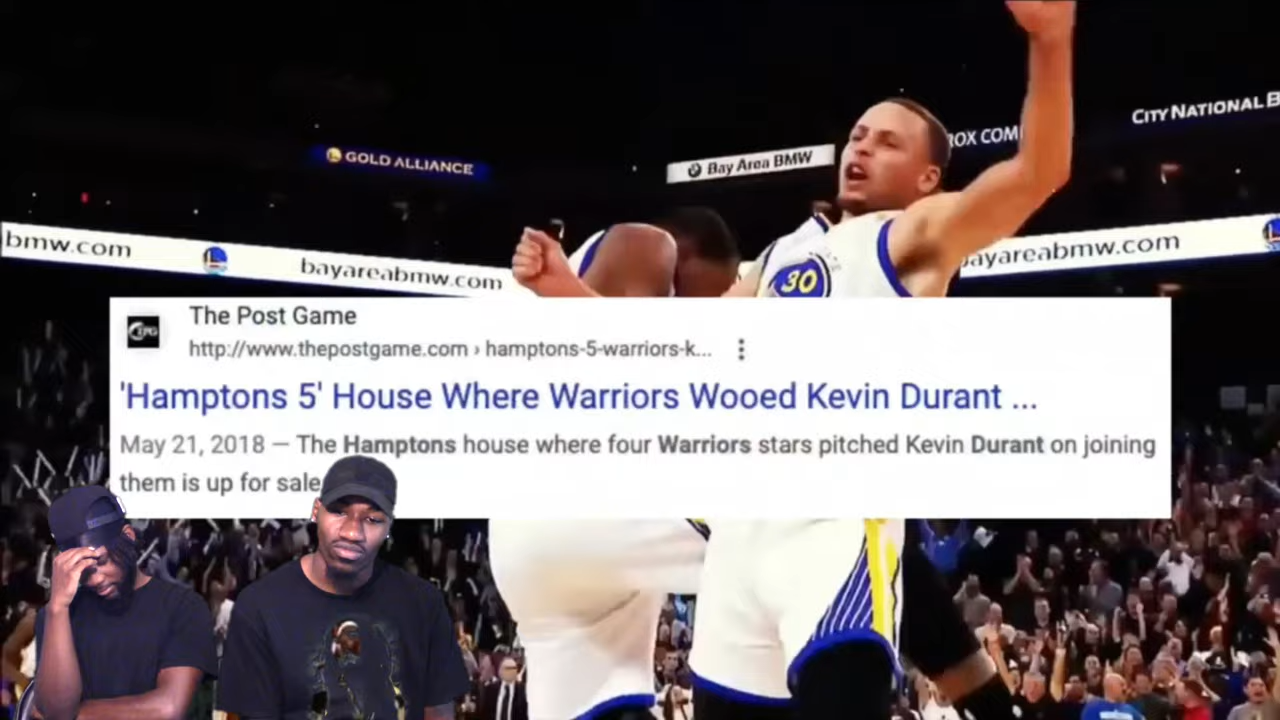 CITY NATIONAL B
ROX COM
GOLD ALLIANCE
Bay Area BMW
bmw.com
bayareabmw.com
bayareabmw.com
30
The Post Game
http://www.thepostgame.com › hamptons-5-warriors-k...
'Hamptons 5' House Where Warriors Wooed Kevin Durant ...
May 21, 2018 — The Hamptons house where four Warriors stars pitched Kevin Durant on joining
them is up for sale